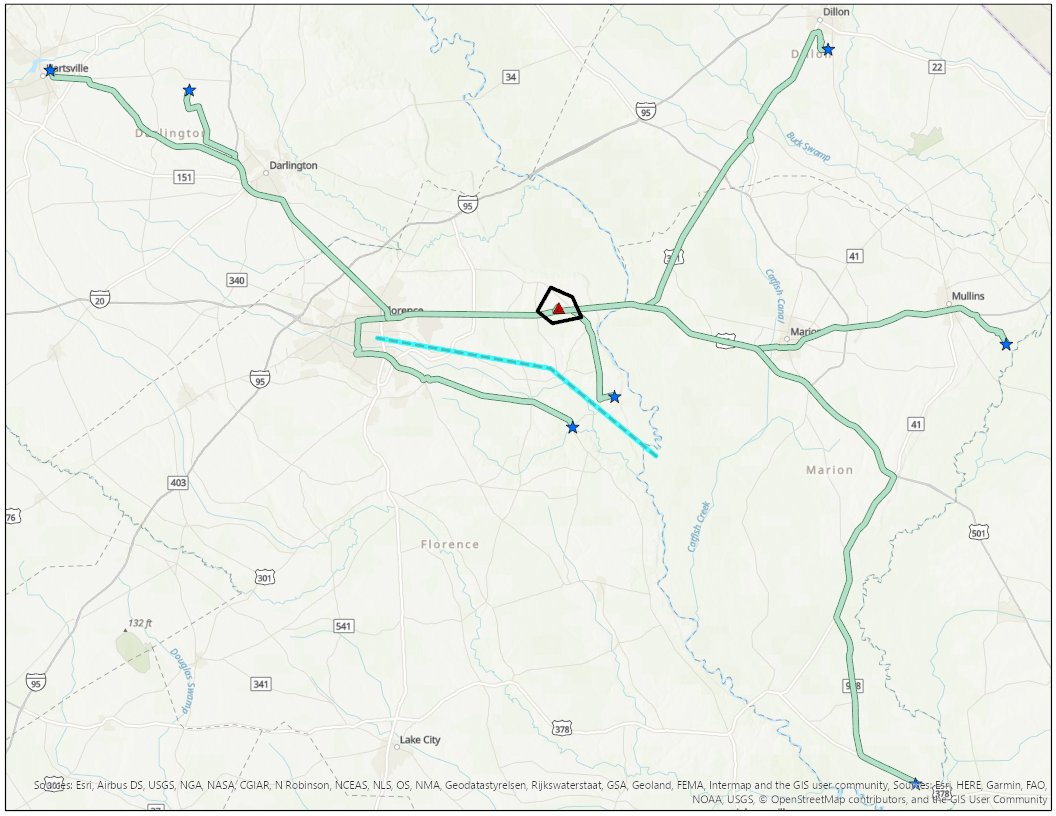 Dillon
Dillon
22
34
95
Hartsville
Darlington
Buck Swamp
Darlington
151
95
41
340
Catfish Canal
20
Florence
Mullins
Marion
95
41
Marion
403
76
Catfish Creek
501
Florence
301
132 ft
541
Douglas Swamp
95
341
378
Lake City
Sources: Esri, Airbus DS, USGS, NGA, NASA, CGIAR, N Robinson, NCEAS, NLS, OS, NMA, Geodatastyrelsen, Rijkswaterstaat, GSA, Geoland, FEMA, Intermap and the GIS user community, Sources: Esri, HERE, Garmin, FAO,
NOAA, USGS, © OpenStreetMap contributors, and the GIS User Community
378